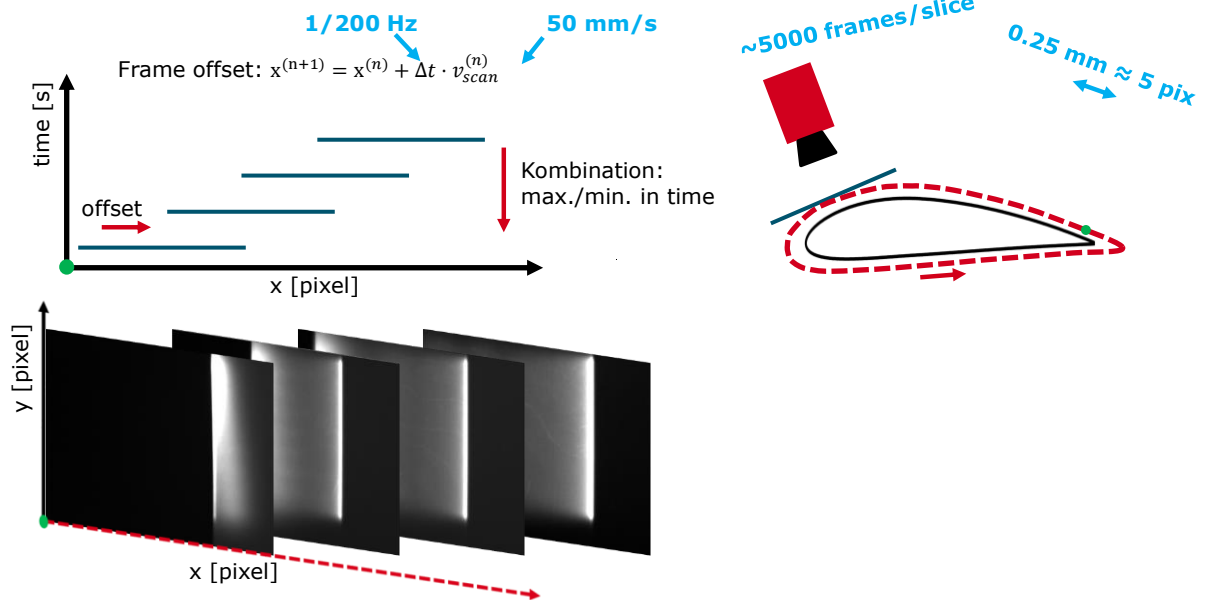 1/200 Hz
50 mm/s
Frame offset: x^(n+1) = x^(n) + Δt · v_scan^(n)
time [s]
offset
Kombination:
max./min. in time
x [pixel]
~5000 frames/slice
0.25 mm ≈ 5 pix
y [pixel]
x [pixel]